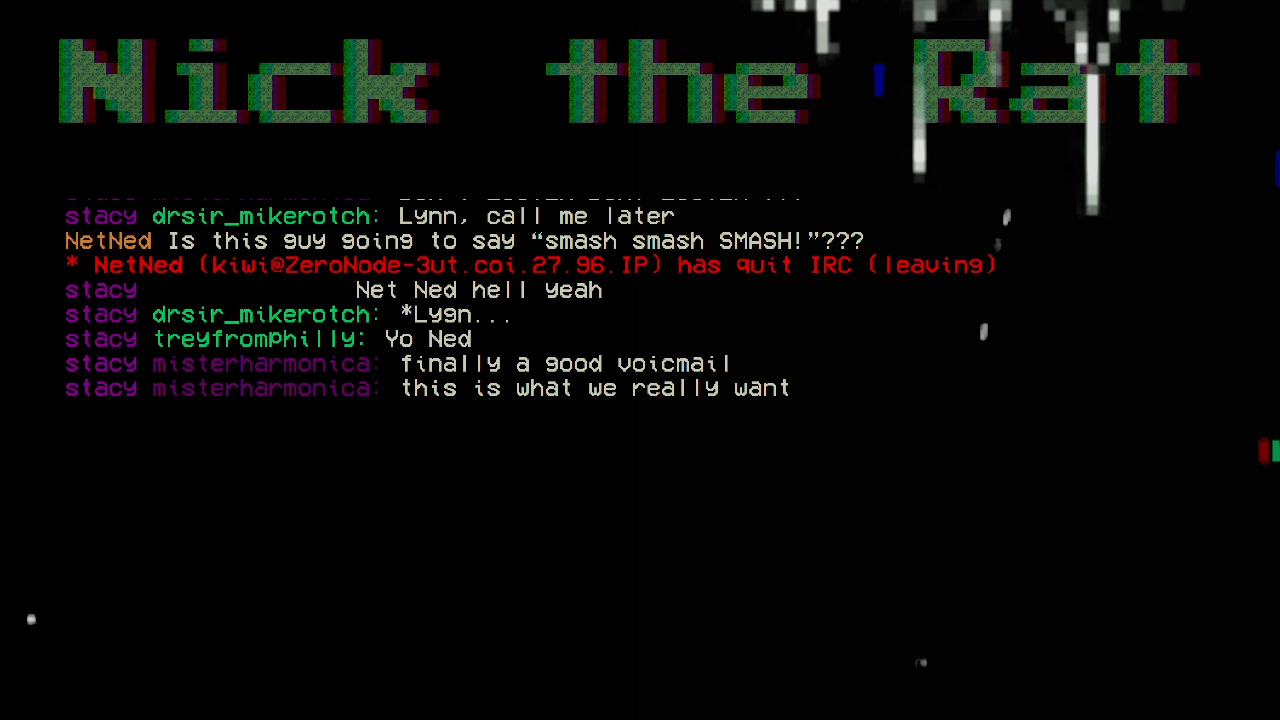 Nick the Rat
stacy drsir_mikerotch: Lynn, call me later
NetNed Is this guy going to say “smash smash SMASH!”???
* NetNed (kiwi@ZeroNode-3ut.coi.27.96.IP) has quit IRC (leaving)
stacy Net Ned hell yeah
stacy drsir_mikerotch: *Lygn...
stacy treyfromphilly: Yo Ned
stacy misterharmonica: finally a good voicmail
stacy misterharmonica: this is what we really want